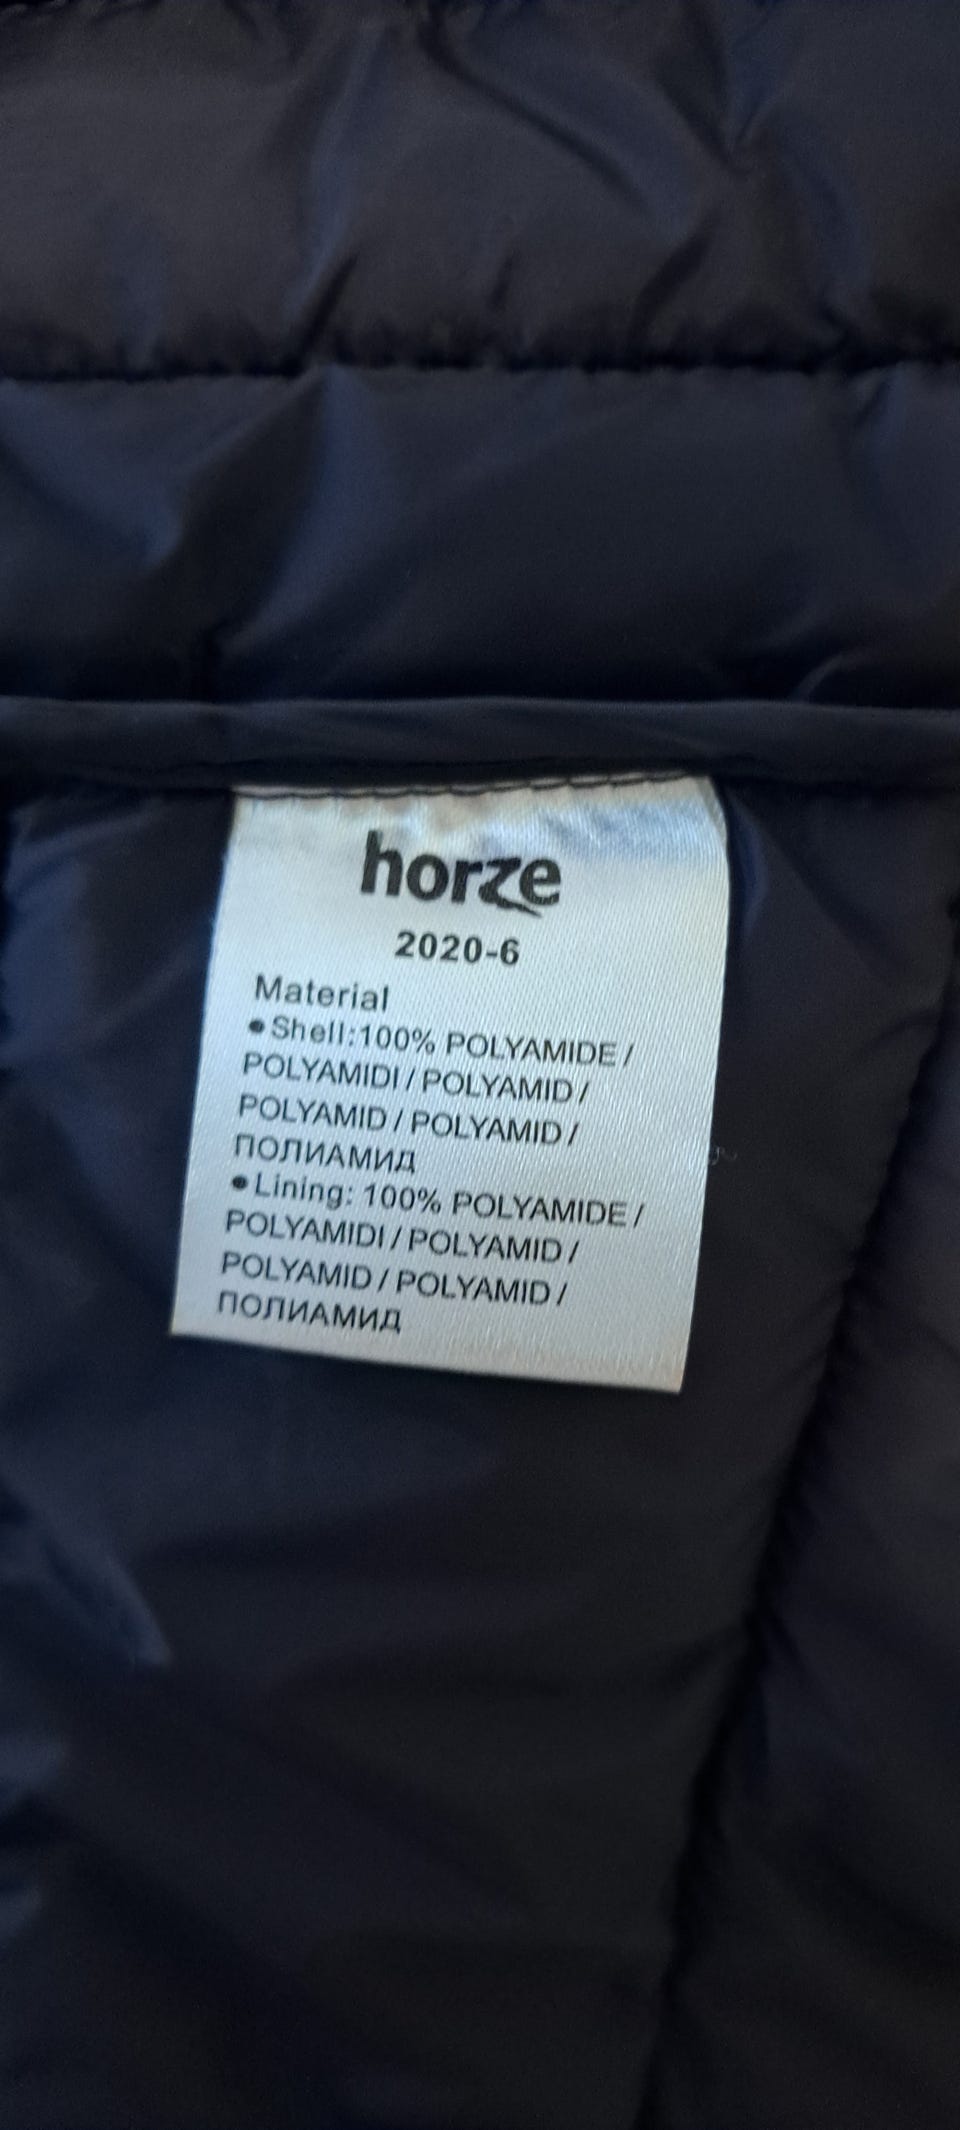 horze
2020-6
Material
●Shell:100% POLYAMIDE /
POLYAMIDI / POLYAMID /
POLYAMID / POLYAMID /
ПОЛИАМИД
●Lining: 100% POLYAMIDE /
POLYAMIDI / POLYAMID /
POLYAMID / POLYAMID /
ПОЛИАМИД